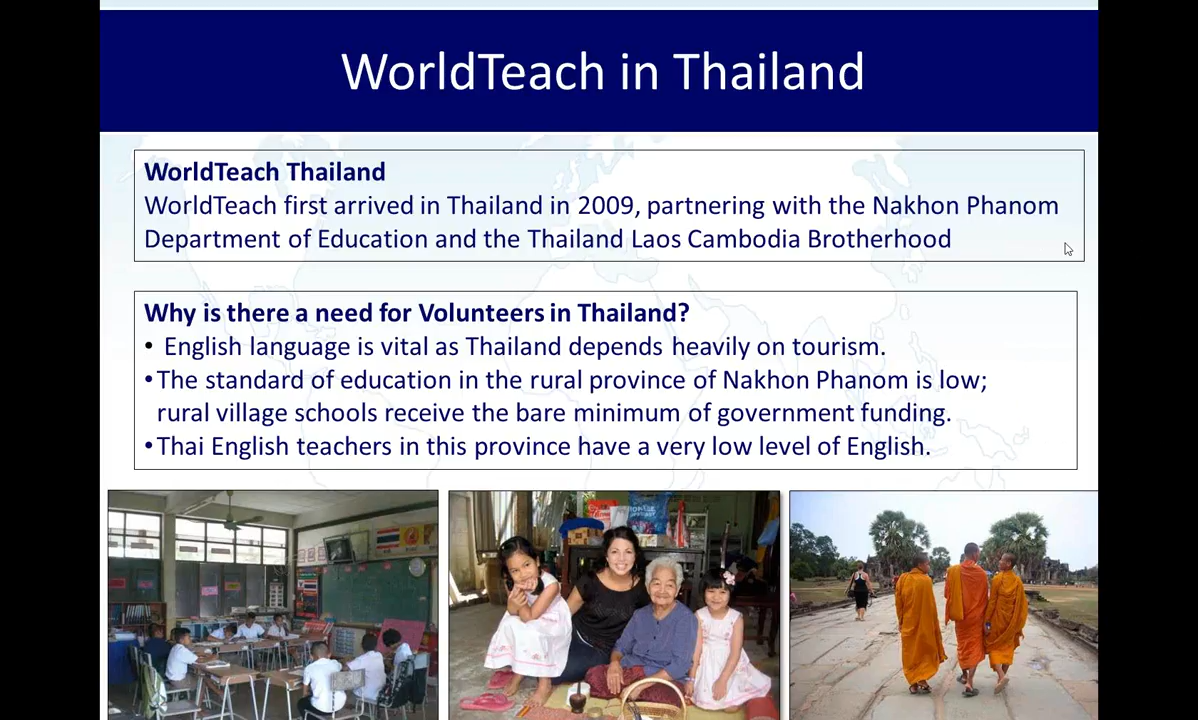 WorldTeach in Thailand
WorldTeach Thailand
WorldTeach first arrived in Thailand in 2009, partnering with the Nakhon Phanom
Department of Education and the Thailand Laos Cambodia Brotherhood
Why is there a need for Volunteers in Thailand?
• English language is vital as Thailand depends heavily on tourism.
• The standard of education in the rural province of Nakhon Phanom is low;
rural village schools receive the bare minimum of government funding.
• Thai English teachers in this province have a very low level of English.